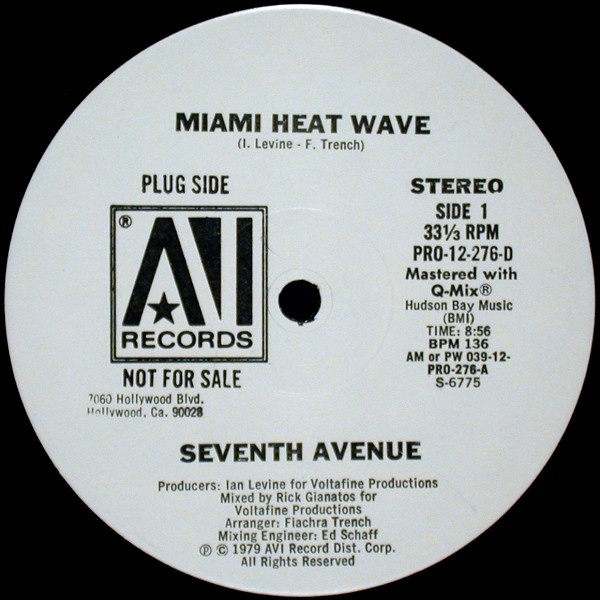 MIAMI HEAT WAVE
(I. Levine - F. Trench)
PLUG SIDE
®
AVI
RECORDS
NOT FOR SALE
7060 Hollywood Blvd.
Hollywood, Ca. 90028
STEREO
SIDE 1
33⅓ RPM
PRO-12-276-D
Mastered with
Q-Mix®
Hudson Bay Music
(BMI)
TIME: 8:56
BPM 136
AM or PW 039-12-
PRO-276-A
S-6775
SEVENTH AVENUE
Producers: Ian Levine for Voltafine Productions
Mixed by Rick Gianatos for
Voltafine Productions
Arranger: Fiachra Trench
Mixing Engineer: Ed Schaff
℗ © 1979 AVI Record Dist. Corp.
All Rights Reserved